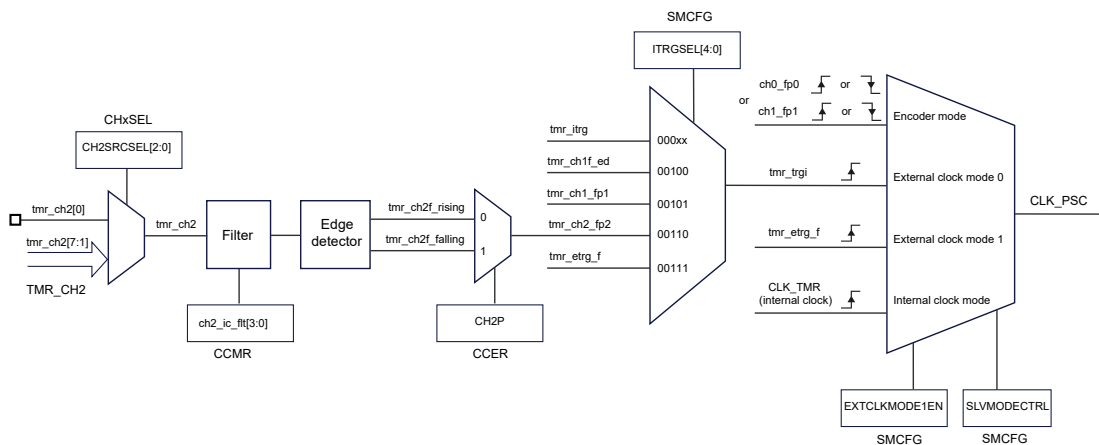 SMCFG
ITRGSEL[4:0]
ch0_fp0 or
or
ch1_fp1 or
Encoder mode
CHxSEL
CH2SRCSEL[2:0]
tmr_itrg
000xx
tmr_ch1f_ed
00100
tmr_trgi
External clock mode 0
tmr_ch1_fp1
00101
CLK_PSC
tmr_ch2[0]
tmr_ch2
Filter
Edge
detector
tmr_ch2f_rising
0
tmr_ch2f_falling
1
tmr_ch2_fp2
00110
tmr_etrg_f
External clock mode 1
tmr_ch2[7:1]
tmr_etrg_f
00111
TMR_CH2
CLK_TMR
(internal clock)
Internal clock mode
ch2_ic_flt[3:0]
CH2P
CCMR
CCER
EXTCLKMODE1EN
SLVMODECTRL
SMCFG
SMCFG